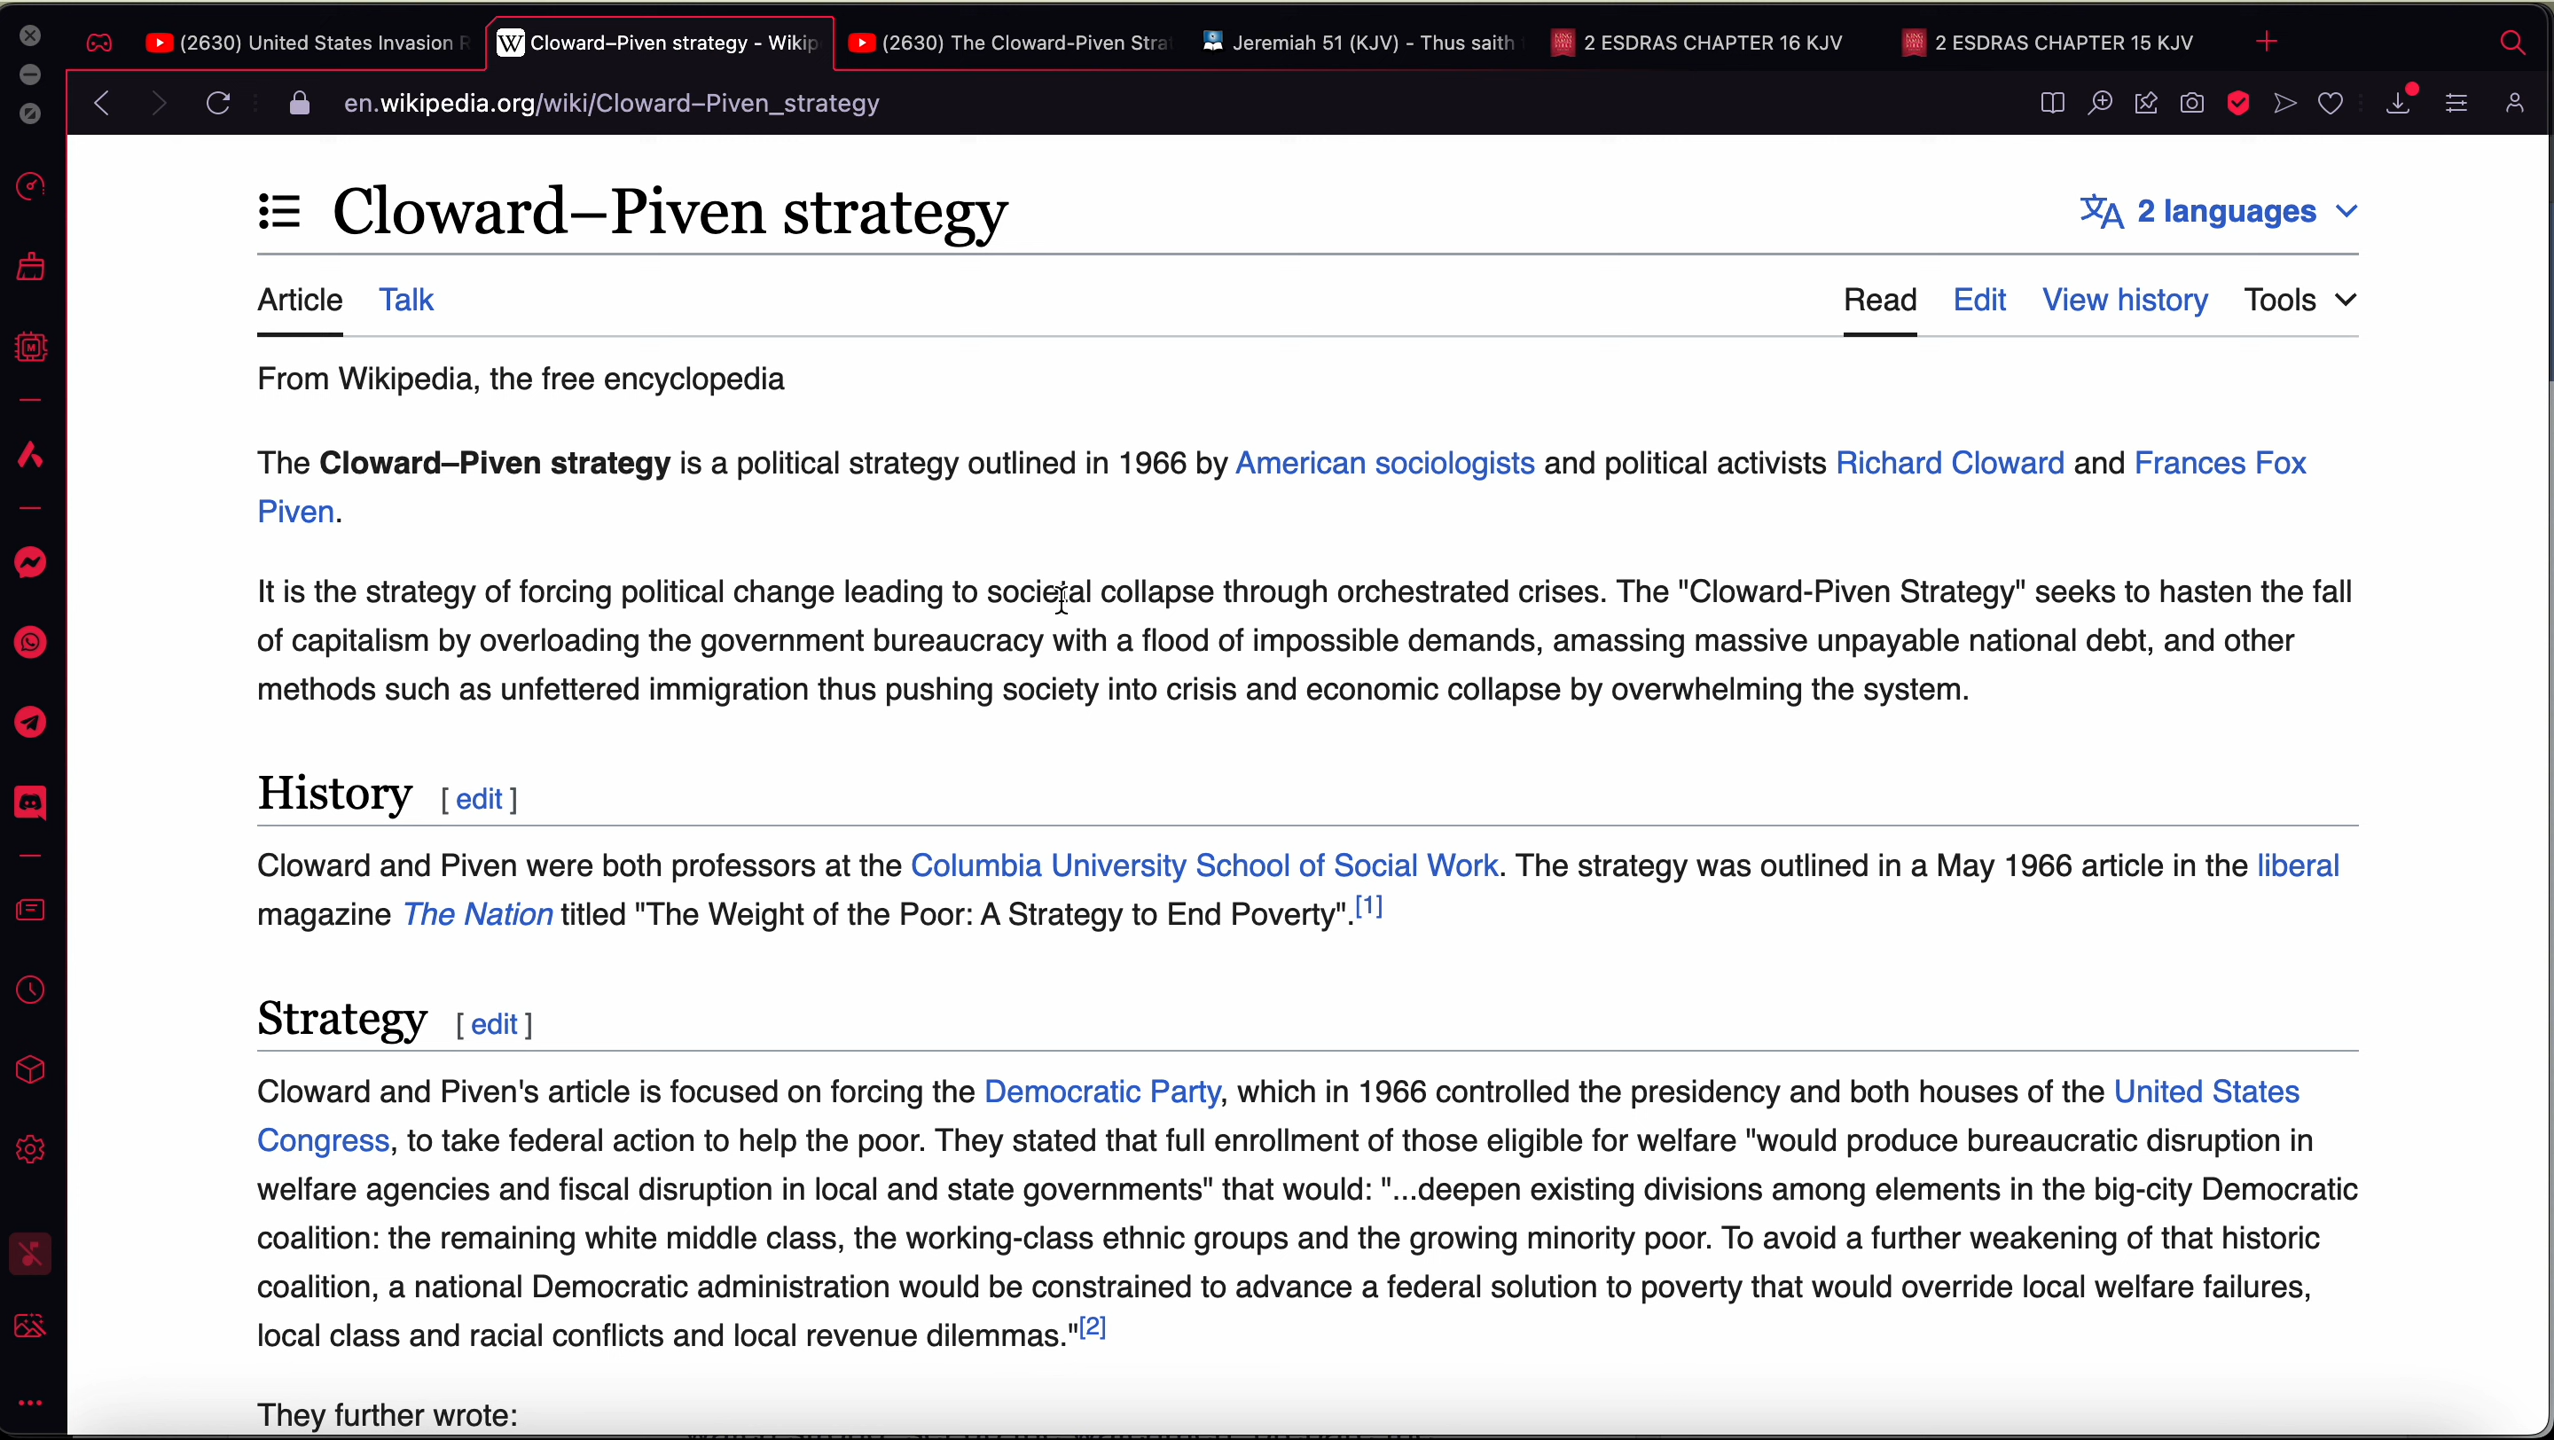 (2630) United States Invasion R
Cloward–Piven strategy - Wikip
(2630) The Cloward-Piven Stra
Jeremiah 51 (KJV) - Thus saith
2 ESDRAS CHAPTER 16 KJV
2 ESDRAS CHAPTER 15 KJV
en.wikipedia.org/wiki/Cloward–Piven_strategy
Cloward–Piven strategy
2 languages
Article Talk
Read Edit View history Tools
From Wikipedia, the free encyclopedia
The Cloward–Piven strategy is a political strategy outlined in 1966 by American sociologists and political activists Richard Cloward and Frances Fox
Piven.
It is the strategy of forcing political change leading to societal collapse through orchestrated crises. The "Cloward-Piven Strategy" seeks to hasten the fall
of capitalism by overloading the government bureaucracy with a flood of impossible demands, amassing massive unpayable national debt, and other
methods such as unfettered immigration thus pushing society into crisis and economic collapse by overwhelming the system.
History [ edit ]
Cloward and Piven were both professors at the Columbia University School of Social Work. The strategy was outlined in a May 1966 article in the liberal
magazine The Nation titled "The Weight of the Poor: A Strategy to End Poverty".[1]
Strategy [ edit ]
Cloward and Piven's article is focused on forcing the Democratic Party, which in 1966 controlled the presidency and both houses of the United States
Congress, to take federal action to help the poor. They stated that full enrollment of those eligible for welfare "would produce bureaucratic disruption in
welfare agencies and fiscal disruption in local and state governments" that would: "...deepen existing divisions among elements in the big-city Democratic
coalition: the remaining white middle class, the working-class ethnic groups and the growing minority poor. To avoid a further weakening of that historic
coalition, a national Democratic administration would be constrained to advance a federal solution to poverty that would override local welfare failures,
local class and racial conflicts and local revenue dilemmas."[2]
They further wrote: